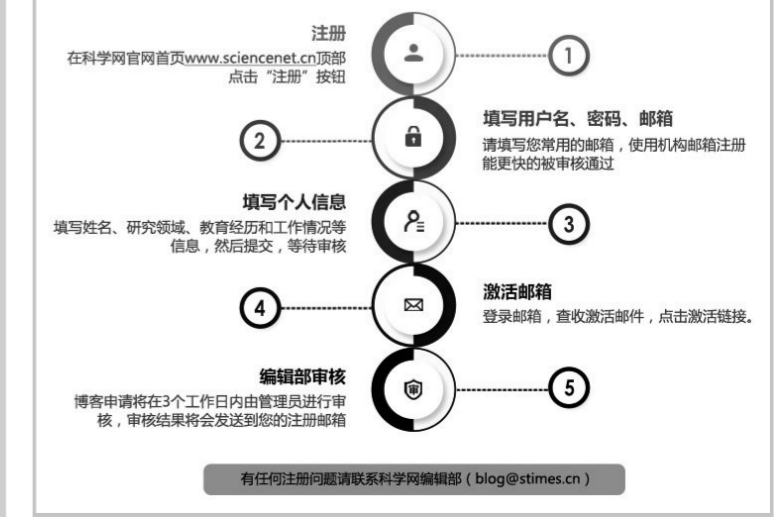 注册
在科学网官网首页www.sciencenet.cn顶部
点击“注册”按钮
1
2
填写用户名、密码、邮箱
请填写您常用的邮箱，使用机构邮箱注册
能更快的被审核通过
填写个人信息
填写姓名、研究领域、教育经历和工作情况等
信息，然后提交，等待审核
3
4
激活邮箱
登录邮箱，查收激活邮件，点击激活链接。
编辑部审核
博客申请将在3个工作日内由管理员进行审
核，审核结果将会发送到您的注册邮箱
审
5
有任何注册问题请联系科学网编辑部（blog@stimes.cn）